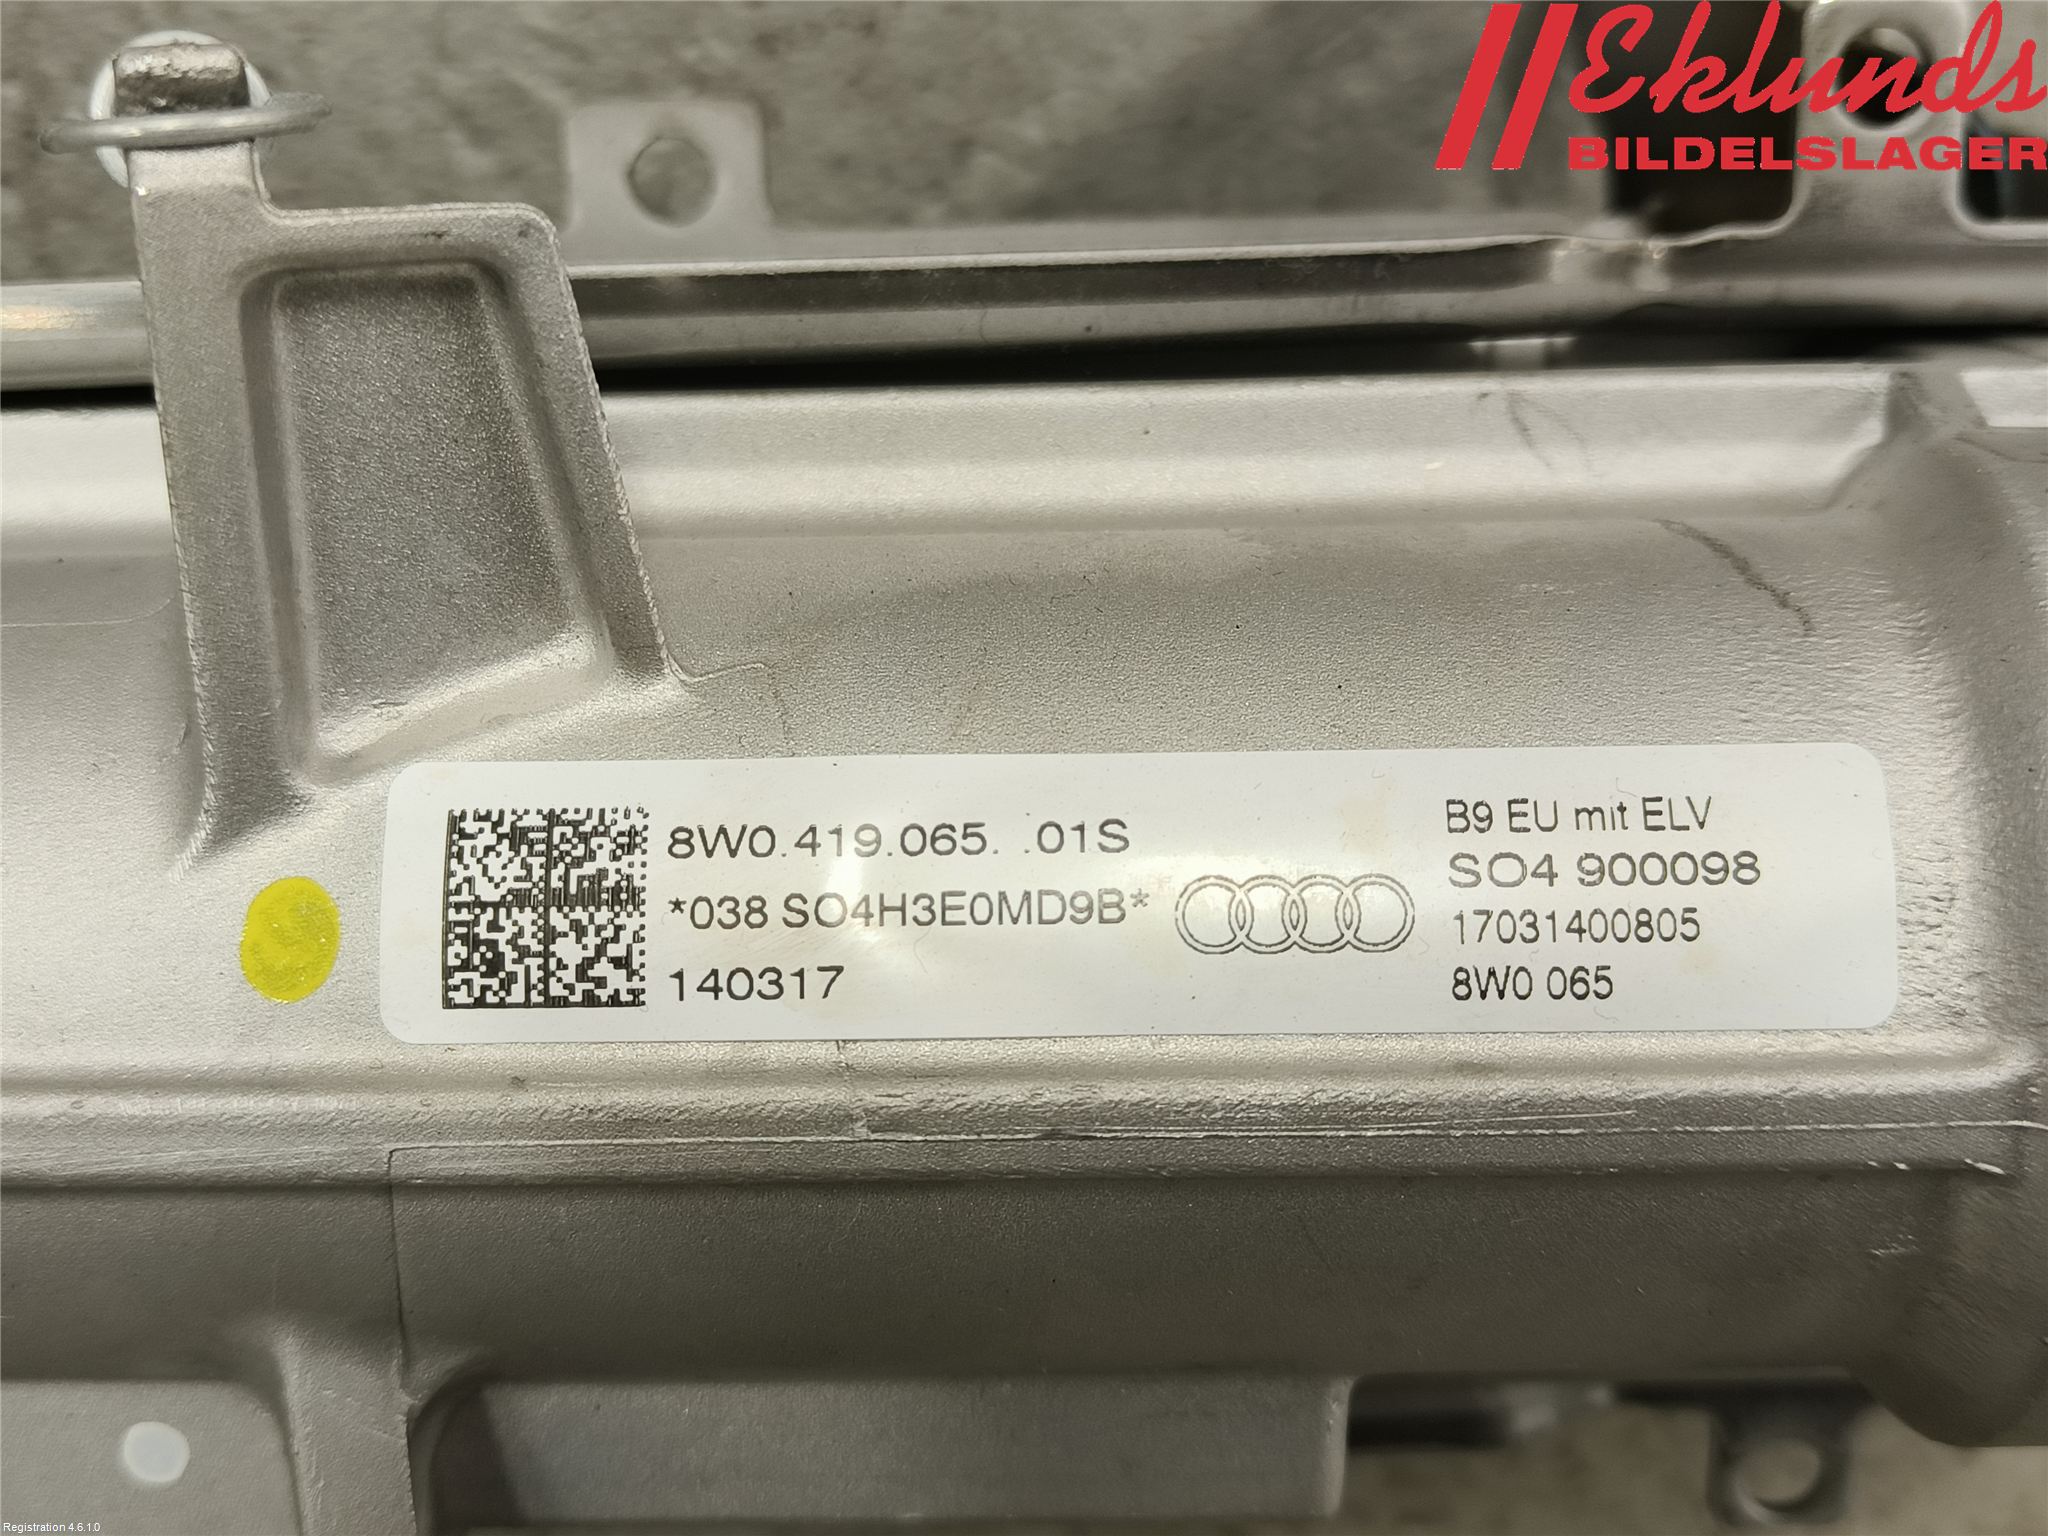 Eklunds
BILDELSLAGER
8W0.419.065. .01S
*038 SO4H3E0MD9B*
140317
B9 EU mit ELV
SO4 900098
17031400805
8W0 065
Registration 4.6.1.0